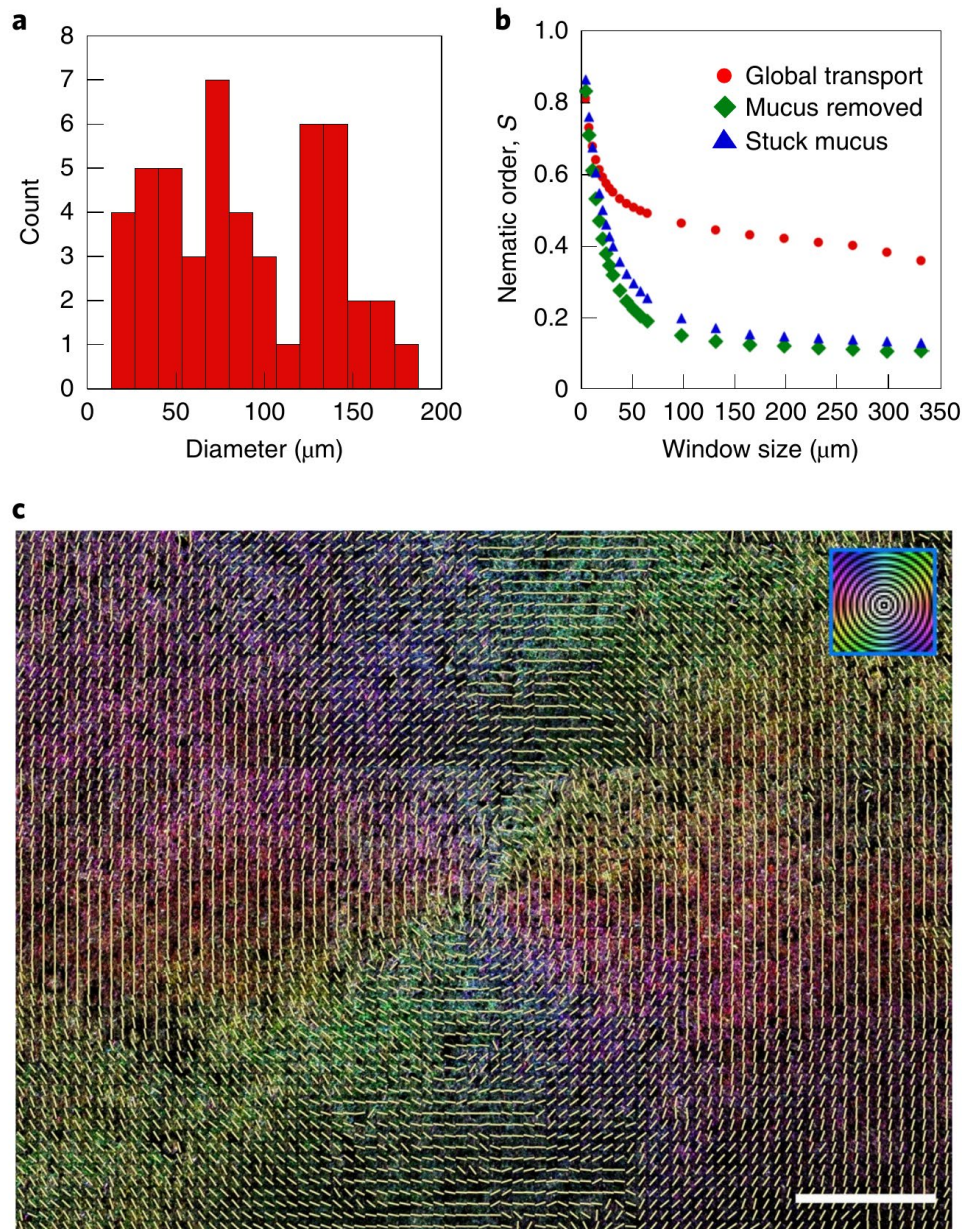 a
8
7
6
5
4
3
2
1
0
Count
0 50 100 150 200
Diameter (μm)
b
1.0
0.8
0.6
0.4
0.2
0
Nematic order, S
Global transport
Mucus removed
Stuck mucus
0 50 100 150 200 250 300 350
Window size (μm)
c